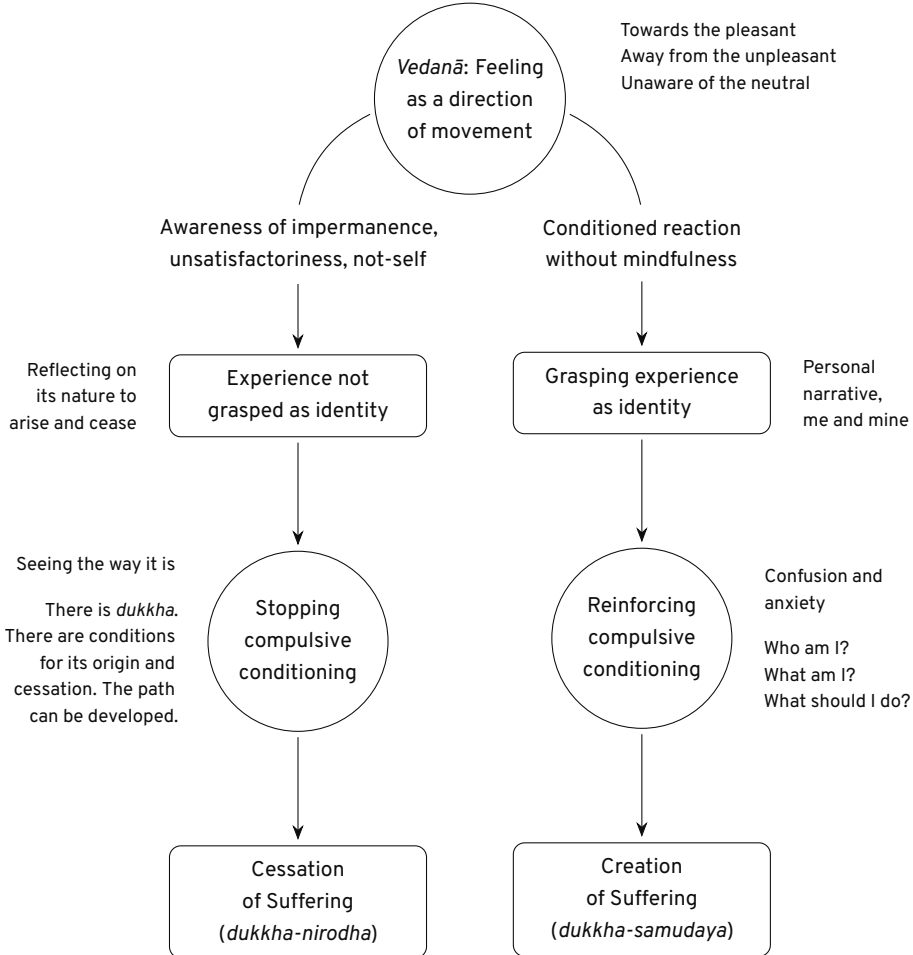 Vedanā: Feeling
as a direction
of movement
Towards the pleasant
Away from the unpleasant
Unaware of the neutral
Awareness of impermanence,
unsatisfactoriness, not-self
Conditioned reaction
without mindfulness
Reflecting on
its nature to
arise and cease
Experience not
grasped as identity
Grasping experience
as identity
Personal
narrative,
me and mine
Seeing the way it is
There is dukkha.
There are conditions
for its origin and
cessation. The path
can be developed.
Stopping
compulsive
conditioning
Reinforcing
compulsive
conditioning
Confusion and
anxiety
Who am I?
What am I?
What should I do?
Cessation
of Suffering
(dukkha-nirodha)
Creation
of Suffering
(dukkha-samudaya)